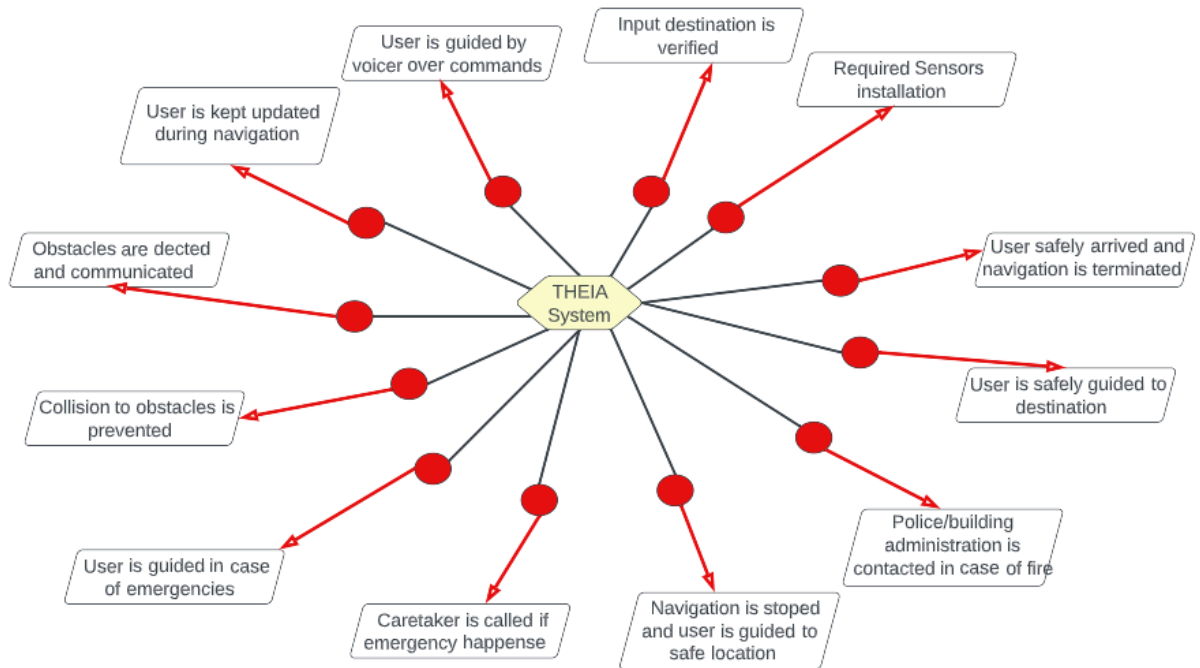 Input destination is
verified
User is guided by
voicer over commands
Required Sensors
installation
User is kept updated
during navigation
Obstacles are dected
and communicated
User safely arrived and
navigation is terminated
THEIA
System
User is safely guided to
destination
Collision to obstacles is
prevented
Police/building
administration is
contacted in case of fire
User is guided in case
of emergencies
Caretaker is called if
emergency happense
Navigation is stoped
and user is guided to
safe location